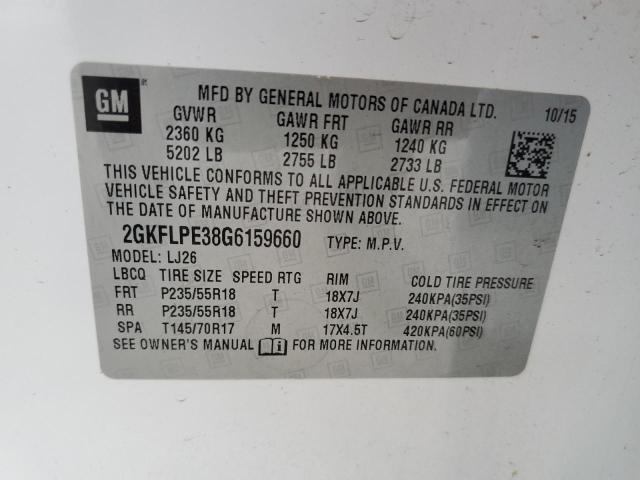 GM
MFD BY GENERAL MOTORS OF CANADA LTD. 10/15
GVWR GAWR FRT GAWR RR
2360 KG 1250 KG 1240 KG
5202 LB 2755 LB 2733 LB
THIS VEHICLE CONFORMS TO ALL APPLICABLE U.S. FEDERAL MOTOR
VEHICLE SAFETY AND THEFT PREVENTION STANDARDS IN EFFECT ON
THE DATE OF MANUFACTURE SHOWN ABOVE.
2GKFLPE38G6159660 TYPE: M.P.V.
MODEL: LJ26
LBCQ TIRE SIZE SPEED RTG RIM COLD TIRE PRESSURE
FRT P235/55R18 T 18X7J 240KPA(35PSI)
RR P235/55R18 T 18X7J 240KPA(35PSI)
SPA T145/70R17 M 17X4.5T 420KPA(60PSI)
SEE OWNER'S MANUAL i FOR MORE INFORMATION.